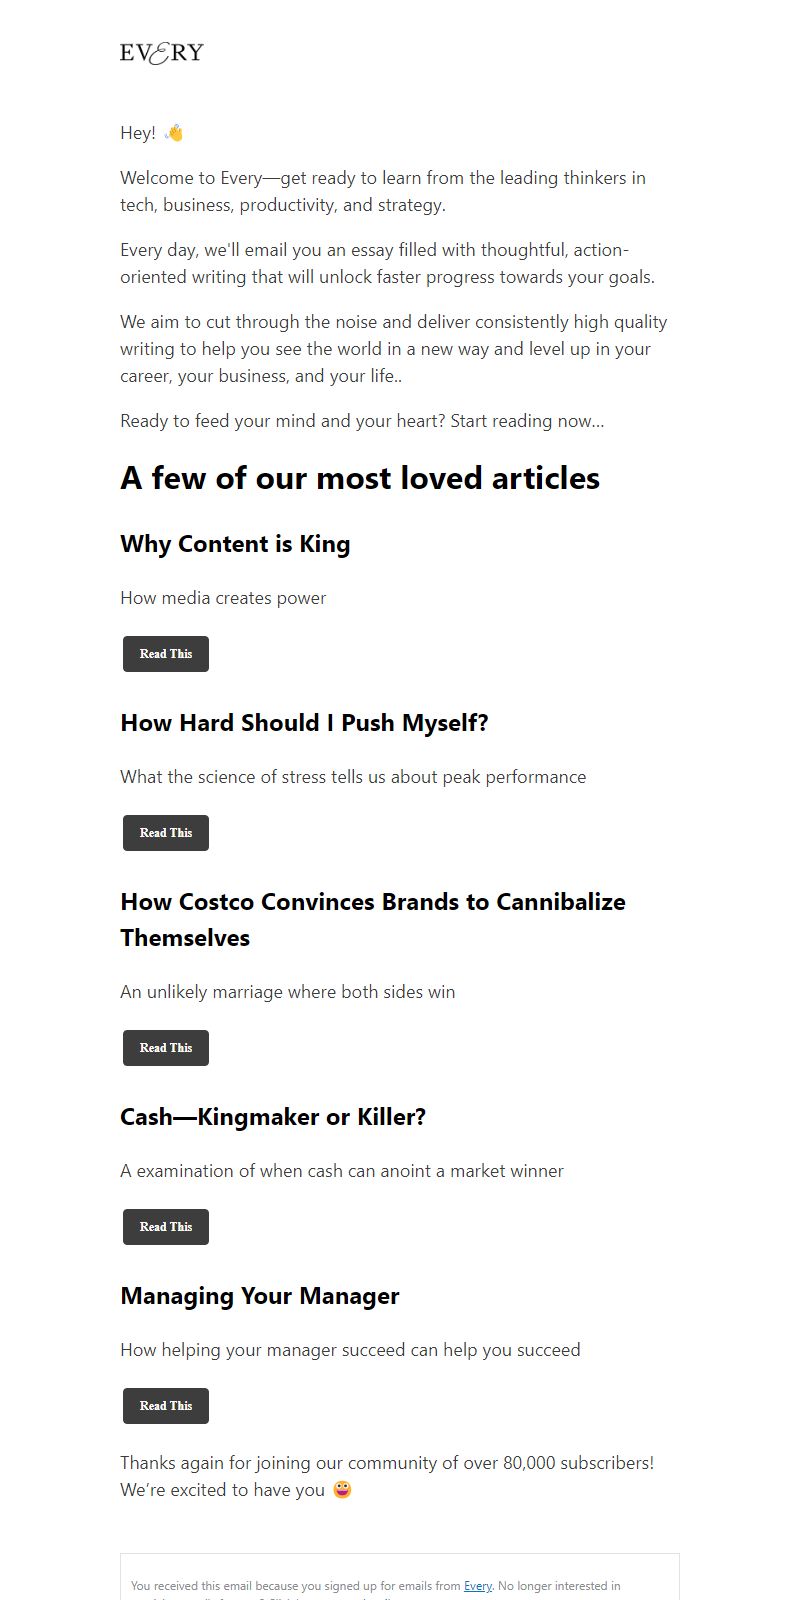 EVERY
Hey! 👋
Welcome to Every—get ready to learn from the leading thinkers in
tech, business, productivity, and strategy.
Every day, we'll email you an essay filled with thoughtful, action-
oriented writing that will unlock faster progress towards your goals.
We aim to cut through the noise and deliver consistently high quality
writing to help you see the world in a new way and level up in your
career, your business, and your life..
Ready to feed your mind and your heart? Start reading now...
A few of our most loved articles
Why Content is King
How media creates power
Read This
How Hard Should I Push Myself?
What the science of stress tells us about peak performance
Read This
How Costco Convinces Brands to Cannibalize
Themselves
An unlikely marriage where both sides win
Read This
Cash—Kingmaker or Killer?
A examination of when cash can anoint a market winner
Read This
Managing Your Manager
How helping your manager succeed can help you succeed
Read This
Thanks again for joining our community of over 80,000 subscribers!
We’re excited to have you 😀
You received this email because you signed up for emails from Every. No longer interested in